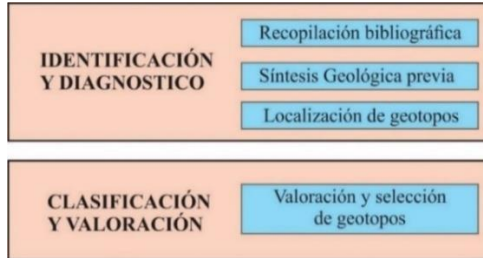 IDENTIFICACIÓN
Y DIAGNOSTICO
Recopilación bibliográfica
Síntesis Geológica previa
Localización de geotopos
CLASIFICACIÓN
Y VALORACIÓN
Valoración y selección
de geotopos